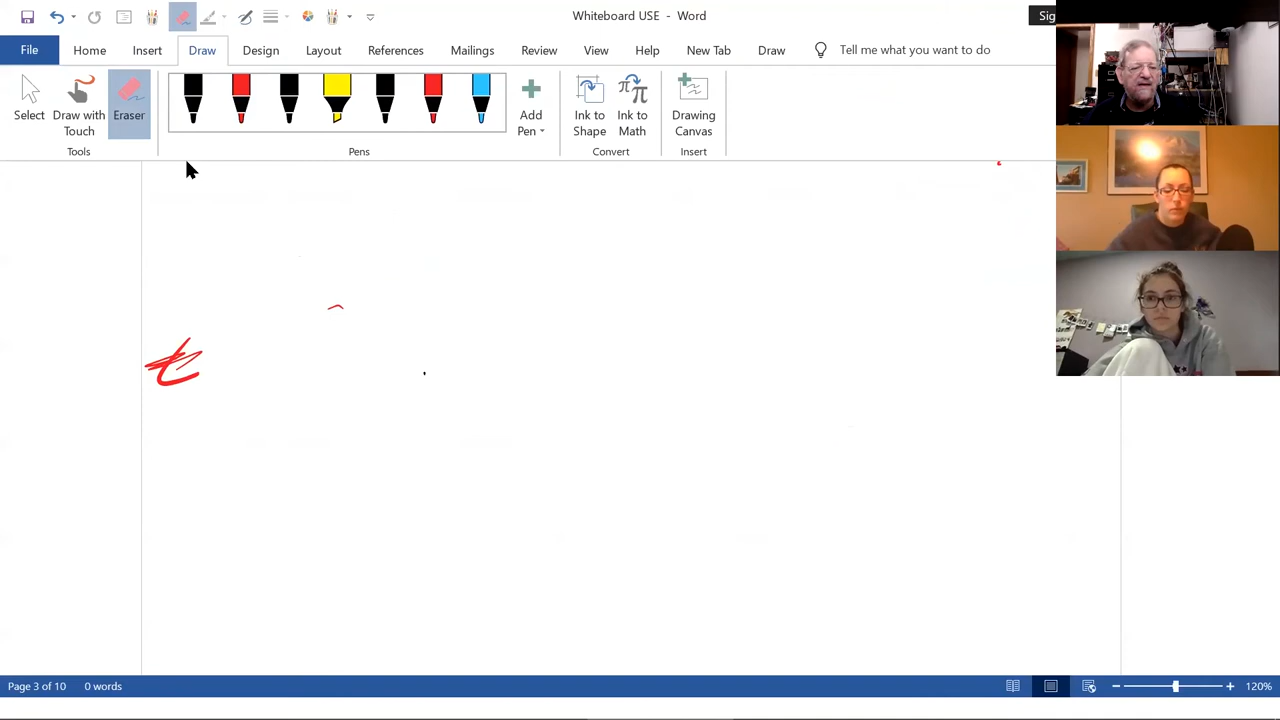 Whiteboard USE - Word
Sig
File Home Insert Draw Design Layout References Mailings Review View Help New Tab Draw Tell me what you want to do
Select
Draw with Touch
Eraser
Add Pen
Ink to Shape
Ink to Math
Drawing Canvas
Tools Pens Convert Insert
t
Page 3 of 10 0 words 120%